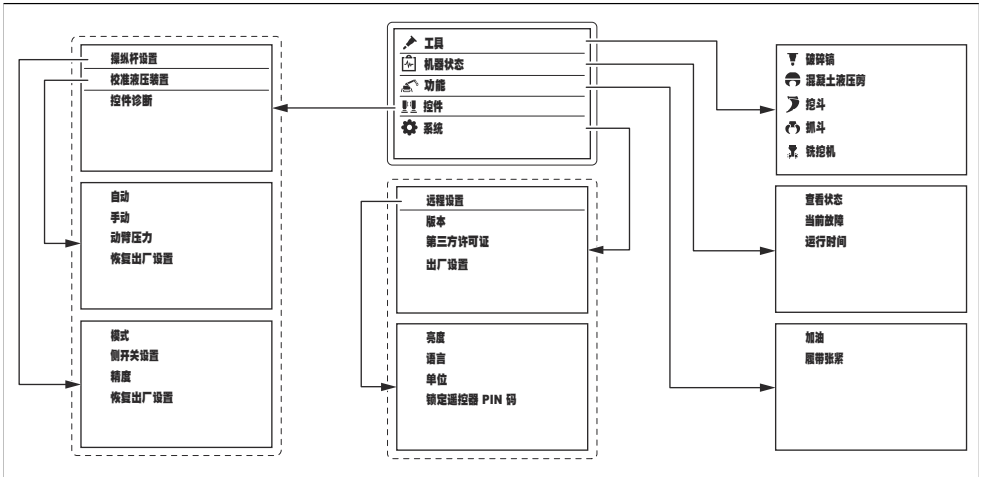 操纵杆设置
校准液压装置
控件诊断
自动
手动
动臂压力
恢复出厂设置
模式
侧开关设置
精度
恢复出厂设置
工具
机器状态
功能
控件
系统
远程设置
版本
第三方许可证
出厂设置
亮度
语言
单位
锁定遥控器 PIN 码
破碎镐
混凝土液压剪
挖斗
抓斗
铣挖机
查看状态
当前故障
运行时间
加油
履带张紧